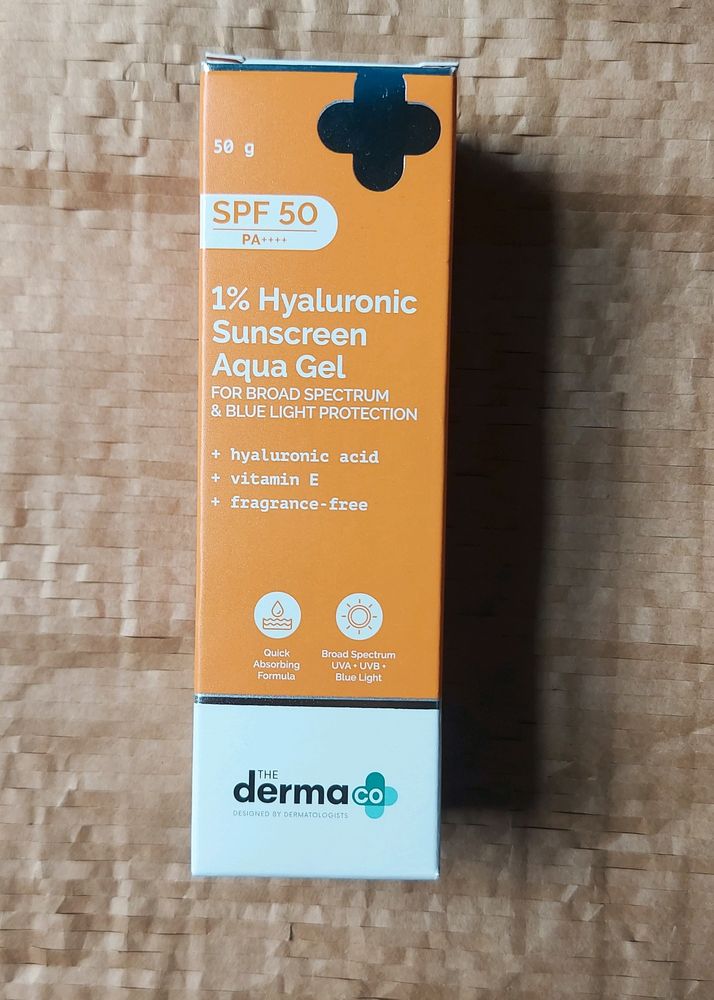 50 g
SPF 50
PA++++
1% Hyaluronic
Sunscreen
Aqua Gel
FOR BROAD SPECTRUM
& BLUE LIGHT PROTECTION
+ hyaluronic acid
+ vitamin E
+ fragrance-free
Quick
Absorbing
Formula
Broad Spectrum
UVA + UVB +
Blue Light
THE
derma co
DESIGNED BY DERMATOLOGISTS